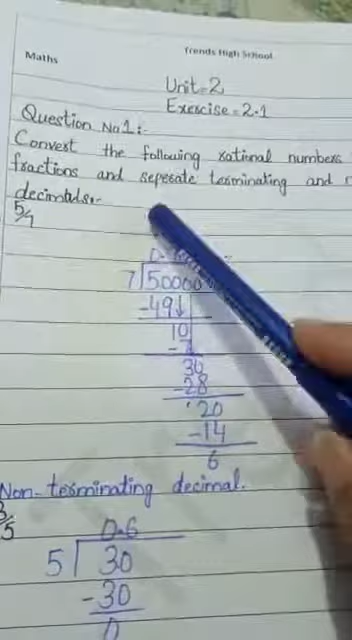 Maths
Trends High School
Unit=2
Exercise=2.1
Question No 1:-
Convert the following rational numbers
fractions and seperate terminating and
decimals:-
5/7
7 50000
-49
10
30
-28
20
-14
6
Non-terminating decimal.
3/5
0.6
5 30
-30
0